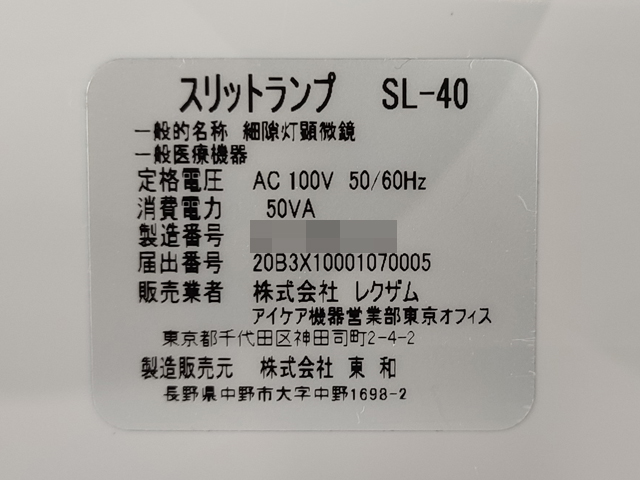 スリットランプ SL-40
一般的名称 細隙灯顕微鏡
一般医療機器
定格電圧 AC 100V 50/60Hz
消費電力 50VA
製造番号
届出番号 20B3X10001070005
販売業者 株式会社 レクザム
アイケア機器営業部東京オフィス
東京都千代田区神田司町2-4-2
製造販売元 株式会社 東和
長野県中野市大字中野1698-2